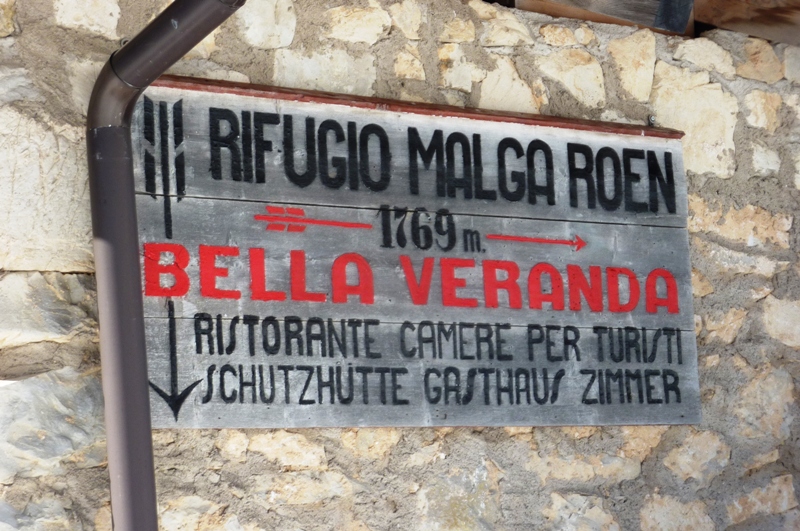 RIFUGIO MALGA ROEN
1769 m.
BELLA VERANDA
RISTORANTE CAMERE PER TURISTI
SCHUTZHÜTTE GASTHAUS ZIMMER